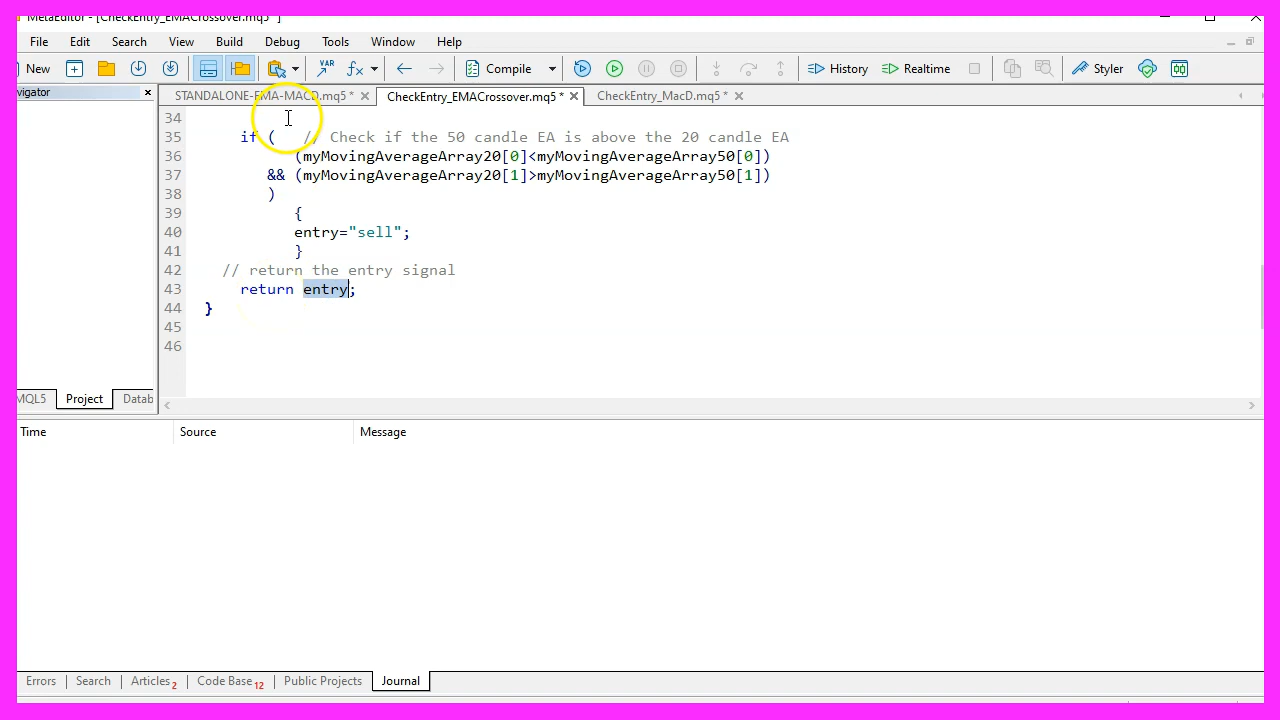 MetaEditor - [CheckEntry_EMACrossover.mq5 *]
File Edit Search View Build Debug Tools Window Help
New VAR fx Compile History Realtime Styler
vigator STANDALONE-EMA-MACD.mq5 * CheckEntry_EMACrossover.mq5 * CheckEntry_MacD.mq5 *
34
35 if ( // Check if the 50 candle EA is above the 20 candle EA
36 (myMovingAverageArray20[0]<myMovingAverageArray50[0])
37 && (myMovingAverageArray20[1]>myMovingAverageArray50[1])
38 )
39 {
40 entry="sell";
41 }
42 // return the entry signal
43 return entry;
44 }
45
46
MQL5 Project Datab
Time Source Message
Errors Search Articles 2 Code Base 12 Public Projects Journal